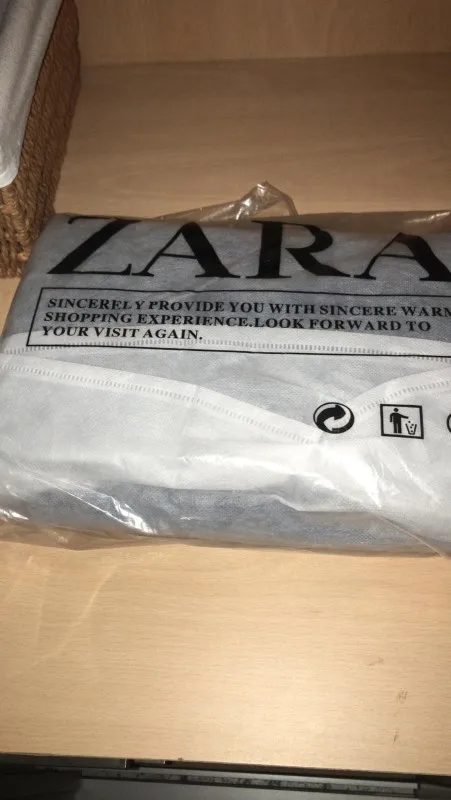 ZARA
SINCERELY PROVIDE YOU WITH SINCERE WARM
SHOPPING EXPERIENCE.LOOK FORWARD TO
YOUR VISIT AGAIN.